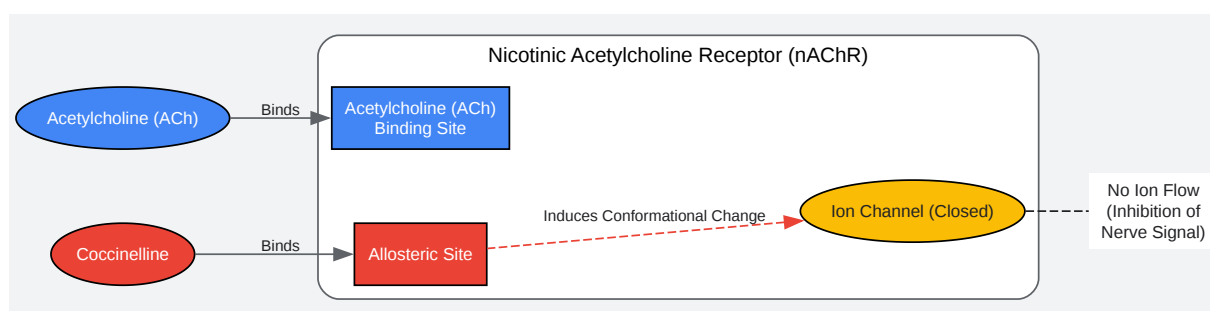 Nicotinic Acetylcholine Receptor (nAChR)
Acetylcholine (ACh)
Binds
Acetylcholine (ACh)
Binding Site
Coccinelline
Binds
Allosteric Site
Induces Conformational Change
Ion Channel (Closed)
No Ion Flow
(Inhibition of
Nerve Signal)